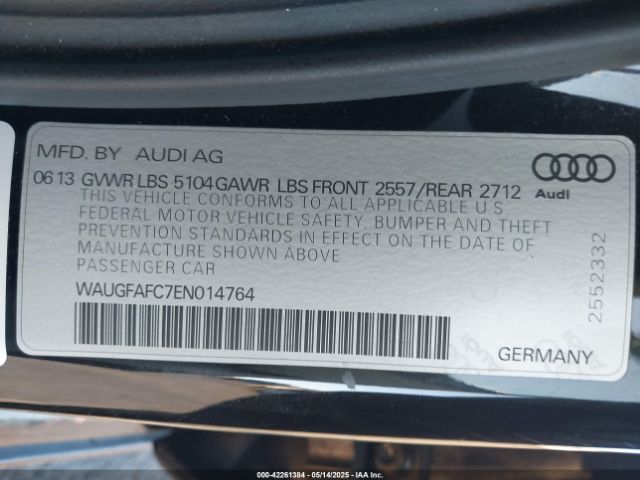 MFD. BY AUDI AG
0613 GVWR LBS 5104 GAWR LBS FRONT 2557/REAR 2712
Audi
THIS VEHICLE CONFORMS TO ALL APPLICABLE U S
FEDERAL MOTOR VEHICLE SAFETY, BUMPER AND THEFT
PREVENTION STANDARDS IN EFFECT ON THE DATE OF
MANUFACTURE SHOWN ABOVE
PASSENGER CAR
WAUGFAFC7EN014764
2552332
GERMANY
000-42261384 - 05/14/2025 - IAA Inc.